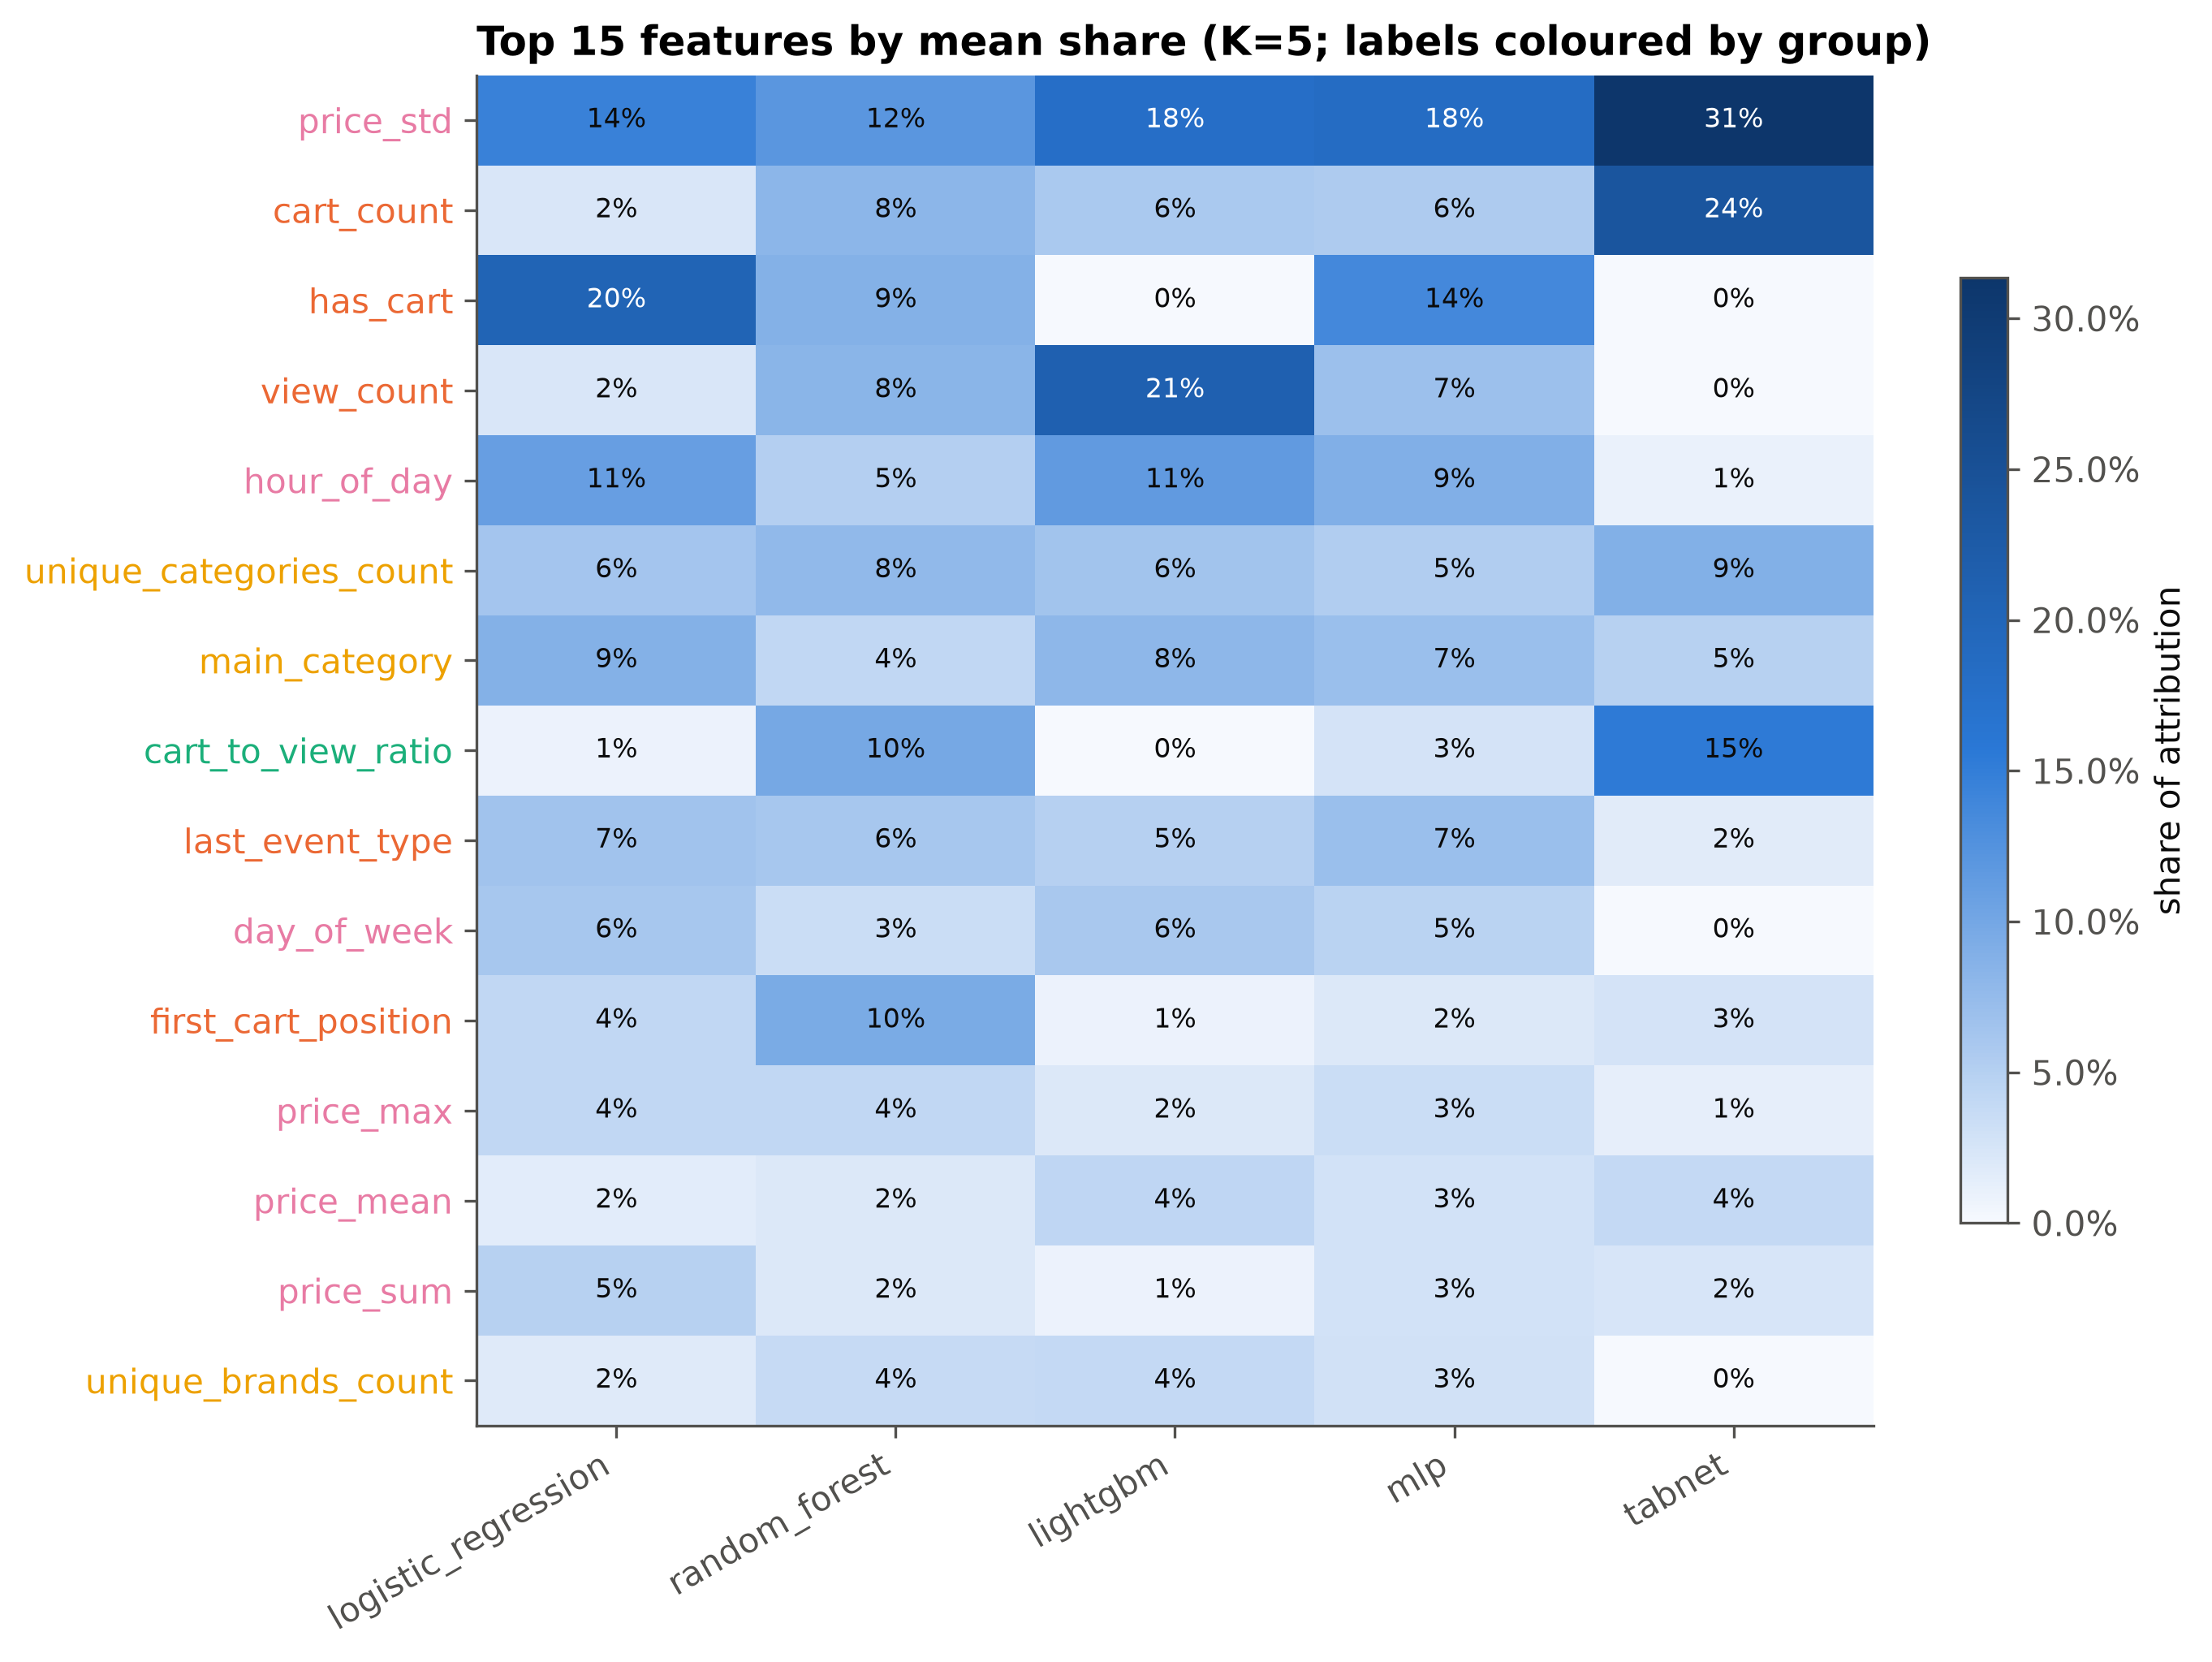 Top 15 features by mean share (K=5; labels coloured by group)
price_std 14% 12% 18% 18% 31%
cart_count 2% 8% 6% 6% 24%
has_cart 20% 9% 0% 14% 0%
view_count 2% 8% 21% 7% 0%
hour_of_day 11% 5% 11% 9% 1%
unique_categories_count 6% 8% 6% 5% 9%
main_category 9% 4% 8% 7% 5%
cart_to_view_ratio 1% 10% 0% 3% 15%
last_event_type 7% 6% 5% 7% 2%
day_of_week 6% 3% 6% 5% 0%
first_cart_position 4% 10% 1% 2% 3%
price_max 4% 4% 2% 3% 1%
price_mean 2% 2% 4% 3% 4%
price_sum 5% 2% 1% 3% 2%
unique_brands_count 2% 4% 4% 3% 0%
logistic_regression random_forest lightgbm mlp tabnet
30.0%
25.0%
20.0%
15.0%
10.0%
5.0%
0.0%
share of attribution